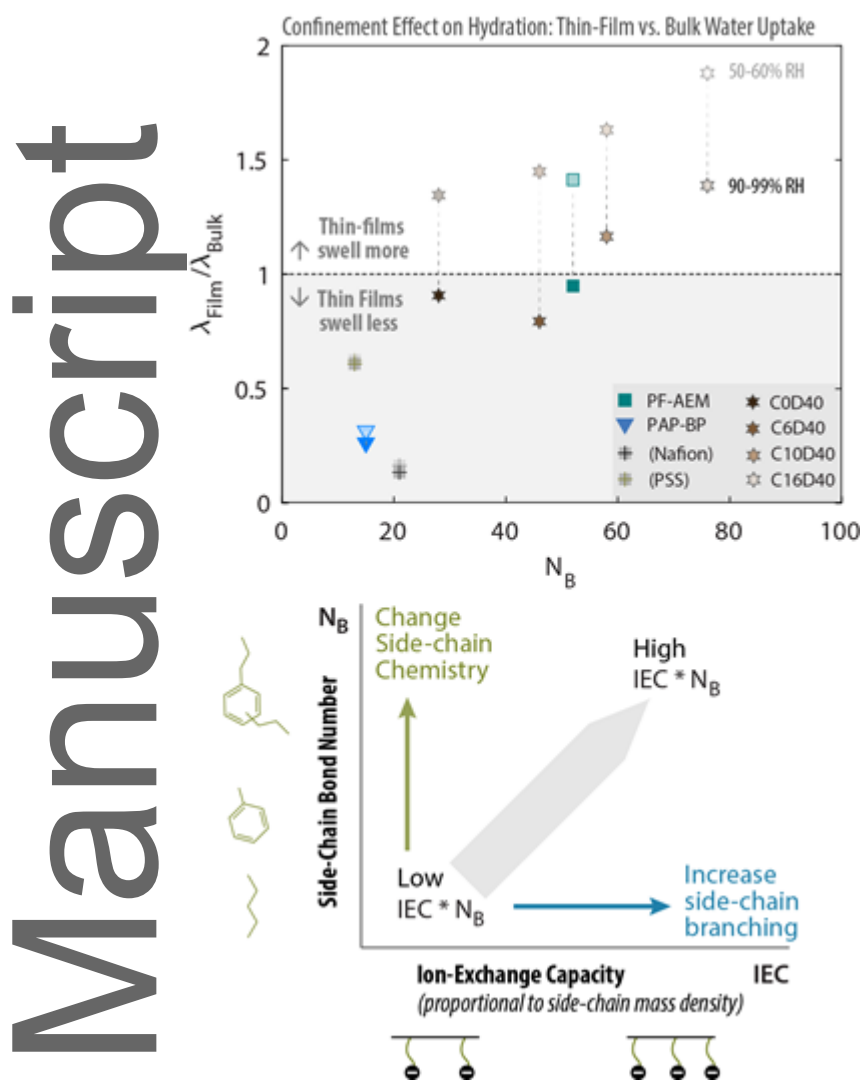 Manuscript
Confinement Effect on Hydration: Thin-Film vs. Bulk Water Uptake
2
1.5
1
0.5
0
λFilm/λBulk
50-60% RH
90-99% RH
↑ Thin-films
swell more
↓ Thin Films
swell less
PF-AEM
PAP-BP
(Nafion)
(PSS)
C0D40
C6D40
C10D40
C16D40
0 20 40 60 80 100
NB
NB
Side-Chain Bond Number
Change
Side-chain
Chemistry
High
IEC * NB
Low
IEC * NB
Increase
side-chain
branching
Ion-Exchange Capacity IEC
(proportional to side-chain mass density)